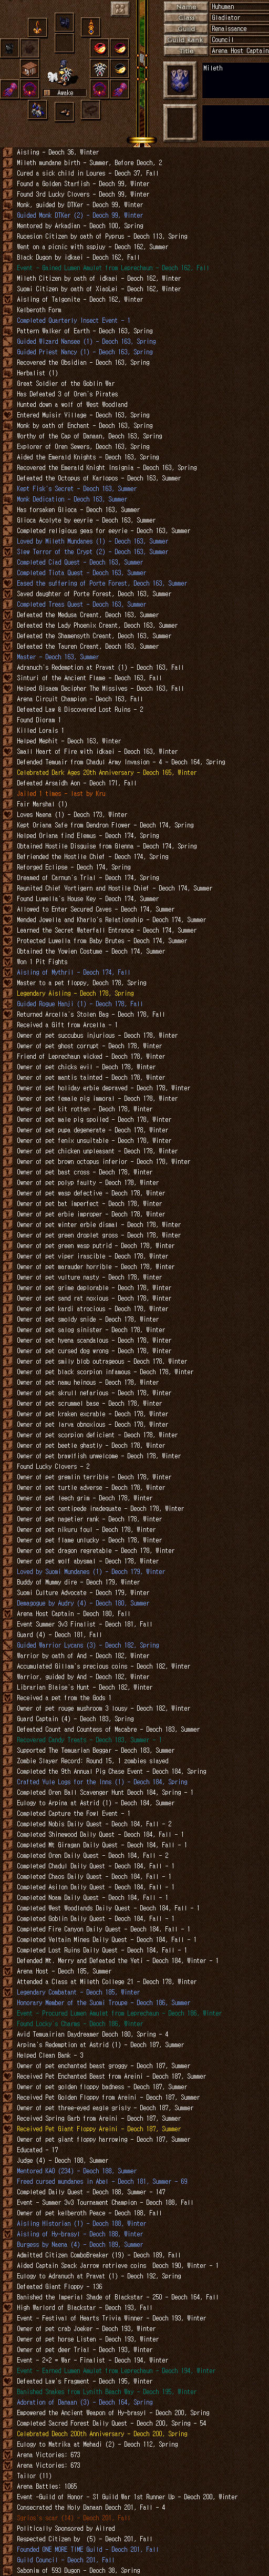 Name Huhuman
Class Gladiator
Guild Renaissance
Guild Rank Council
Title Arena Host Captain
Mileth
Awake
Aisling - Deoch 36, Winter
Mileth mundane birth - Summer, Before Deoch, 2
Cured a sick child in Loures - Deoch 37, Fall
Found a Golden Starfish - Deoch 99, Winter
Found 3rd Lucky Clovers - Deoch 99, Winter
Monk, guided by DTKer - Deoch 99, Winter
Guided Monk DTKer (2) - Deoch 99, Winter
Mentored by Arkadian - Deoch 100, Spring
Rucesion Citizen by oath of Pyprus - Deoch 113, Spring
Went on a picnic with sspjuy - Deoch 162, Summer
Black Dugon by idkaei - Deoch 162, Fall
Event - Gained Lumen Amulet from Leprechaun - Deoch 162, Fall
Mileth Citizen by oath of idkaei - Deoch 162, Winter
Suomi Citizen by oath of XiaoLei - Deoch 162, Winter
Aisling of Talgonite - Deoch 162, Winter
Kelberoth Form
Completed Quarterly Insect Event - 1
Pattern Walker of Earth - Deoch 163, Spring
Guided Wizard Nansee (1) - Deoch 163, Spring
Guided Priest Nancy (1) - Deoch 163, Spring
Recovered the Obsidian - Deoch 163, Spring
Herbalist (1)
Great Soldier of the Goblin War
Has Defeated 3 of Oren's Pirates
Hunted down a wolf of West Woodland
Entered Muisir Village - Deoch 163, Spring
Monk by oath of Enchant - Deoch 163, Spring
Worthy of the Cap of Danaan, Deoch 163, Spring
Explorer of Oren Sewers, Deoch 163, Spring
Aided the Emerald Knights - Deoch 163, Spring
Recovered the Emerald Knight Insignia - Deoch 163, Spring
Defeated the Octopus of Karlopos - Deoch 163, Summer
Kept Fisk's Secret - Deoch 163, Summer
Monk Dedication - Deoch 163, Summer
Has forsaken Glioca - Deoch 163, Summer
Glioca Acolyte by eeyrie - Deoch 163, Summer
Completed religious geas for eeyrie - Deoch 163, Summer
Loved by Mileth Mundanes (1) - Deoch 163, Summer
Slew Terror of the Crypt (2) - Deoch 163, Summer
Completed Ciad Quest - Deoch 163, Summer
Completed Tiota Quest - Deoch 163, Summer
Eased the suffering of Porte Forest, Deoch 163, Summer
Saved daughter of Porte Forest, Deoch 163, Summer
Completed Treas Quest - Deoch 163, Summer
Defeated the Medusa Creant, Deoch 163, Summer
Defeated the Lady Phoenix Creant, Deoch 163, Summer
Defeated the Shamensyth Creant, Deoch 163, Summer
Defeated the Tauren Creant, Deoch 163, Summer
Master - Deoch 163, Summer
Adranuch's Redemption at Pravat (1) - Deoch 163, Fall
Sinturi of the Ancient Flame - Deoch 163, Fall
Helped Gissem Decipher The Missives - Deoch 163, Fall
Arena Circuit Champion - Deoch 163, Fall
Defeated Law & Discovered Lost Ruins - 2
Found Dioram 1
Killed Lorais 1
Helped Mephit - Deoch 163, Winter
Small Heart of Fire with idkaei - Deoch 163, Winter
Defended Temuair from Chadul Army Invasion - 4 - Deoch 164, Spring
Celebrated Dark Ages 20th Anniversary - Deoch 165, Winter
Defeated Arsaidh Aon - Deoch 171, Fall
Jailed 1 times - last by Kru
Fair Marshal (1)
Loves Neana (1) - Deoch 173, Winter
Kept Oriana Safe from Dendron Flower - Deoch 174, Spring
Helped Oriana find Eismus - Deoch 174, Spring
Obtained Hostile Disguise from Glenna - Deoch 174, Spring
Befriended the Hostile Chief - Deoch 174, Spring
Reforged Eclipse - Deoch 174, Spring
Dreamed of Carnun's Trial - Deoch 174, Spring
Reunited Chief Vortigern and Hostile Chief - Deoch 174, Summer
Found Luwella's House Key - Deoch 174, Summer
Allowed to Enter Secured Caves - Deoch 174, Summer
Mended Jowelia and Khario's Relationship - Deoch 174, Summer
Learned the Secret Waterfall Entrance - Deoch 174, Summer
Protected Luwella from Baby Brutes - Deoch 174, Summer
Obtained the Yowien Costume - Deoch 174, Summer
Won 1 Pit Fights
Aisling of Mythril - Deoch 174, Fall
Master to a pet floppy, Deoch 178, Spring
Legendary Aisling - Deoch 178, Spring
Guided Rogue Hanji (1) - Deoch 178, Fall
Returned Arcella's Stolen Bag - Deoch 178, Fall
Received a Gift from Arcella - 1
Owner of pet succubus injurious - Deoch 178, Winter
Owner of pet ghost corrupt - Deoch 178, Winter
Friend of Leprechaun wicked - Deoch 178, Winter
Owner of pet chicks evil - Deoch 178, Winter
Owner of pet mantis tainted - Deoch 178, Winter
Owner of pet holiday erbie depraved - Deoch 178, Winter
Owner of pet female pig immoral - Deoch 178, Winter
Owner of pet kit rotten - Deoch 178, Winter
Owner of pet male pig spoiled - Deoch 178, Winter
Owner of pet pupa degenerate - Deoch 178, Winter
Owner of pet fenix unsuitable - Deoch 178, Winter
Owner of pet chicken unpleasant - Deoch 178, Winter
Owner of pet brown octopus inferior - Deoch 178, Winter
Owner of pet bast cross - Deoch 178, Winter
Owner of pet polyp faulty - Deoch 178, Winter
Owner of pet wasp defective - Deoch 178, Winter
Owner of pet bat imperfect - Deoch 178, Winter
Owner of pet erbie improper - Deoch 178, Winter
Owner of pet winter erbie dismal - Deoch 178, Winter
Owner of pet green droplet gross - Deoch 178, Winter
Owner of pet green wasp putrid - Deoch 178, Winter
Owner of pet viper irascible - Deoch 178, Winter
Owner of pet marauder horrible - Deoch 178, Winter
Owner of pet vulture nasty - Deoch 178, Winter
Owner of pet grime deplorable - Deoch 178, Winter
Owner of pet sand rat noxious - Deoch 178, Winter
Owner of pet kardi atrocious - Deoch 178, Winter
Owner of pet smoldy snide - Deoch 178, Winter
Owner of pet satog sinister - Deoch 178, Winter
Owner of pet hyena scandalous - Deoch 178, Winter
Owner of pet cursed dog wrong - Deoch 178, Winter
Owner of pet smily blob outrageous - Deoch 178, Winter
Owner of pet black scorpion infamous - Deoch 178, Winter
Owner of pet neau heinous - Deoch 178, Winter
Owner of pet skrull nefarious - Deoch 178, Winter
Owner of pet scrummel base - Deoch 178, Winter
Owner of pet kraken execrable - Deoch 178, Winter
Owner of pet larva obnoxious - Deoch 178, Winter
Owner of pet scorpion deficient - Deoch 178, Winter
Owner of pet beetle ghastly - Deoch 178, Winter
Owner of pet brawlfish unwelcome - Deoch 178, Winter
Found Lucky Clovers - 2
Owner of pet gremlin terrible - Deoch 178, Winter
Owner of pet turtle adverse - Deoch 178, Winter
Owner of pet leech grim - Deoch 178, Winter
Owner of pet centipede inadequate - Deoch 178, Winter
Owner of pet nagetier rank - Deoch 178, Winter
Owner of pet nikuru foul - Deoch 178, Winter
Owner of pet flame unlucky - Deoch 178, Winter
Owner of pet dragon regretable - Deoch 178, Winter
Owner of pet wolf abysmal - Deoch 178, Winter
Loved by Suomi Mundanes (1) - Deoch 179, Winter
Buddy of Mummy dire - Deoch 179, Winter
Suomi Culture Advocate - Deoch 179, Winter
Demagogue by Audry (4) - Deoch 180, Summer
Arena Host Captain - Deoch 180, Fall
Event Summer 3v3 Finalist - Deoch 181, Fall
Guard (4) - Deoch 181, Fall
Guided Warrior Lycans (3) - Deoch 182, Spring
Warrior by oath of And - Deoch 182, Winter
Accumulated Gillam's precious coins - Deoch 182, Winter
Warrior, guided by And - Deoch 182, Winter
Librarian Blaise's Hunt - Deoch 182, Winter
Received a pet from the Gods 1
Owner of pet rouge mushroom 3 lousy - Deoch 182, Winter
Guard Captain (4) - Deoch 183, Spring
Defeated Count and Countess of Macabre - Deoch 183, Summer
Recovered Candy Treats - Deoch 183, Summer - 1
Supported The Temuarian Beggar - Deoch 183, Summer
Zombie Slayer Record: Round 15, 1 zombies slayed
Completed the 9th Annual Pig Chase Event - Deoch 184, Spring
Crafted Yule Logs for the Inns (1) - Deoch 184, Spring
Completed Oren Ball Scavenger Hunt Deoch 184, Spring - 1
Eulogy to Arpina at Astrid (1) - Deoch 184, Summer
Completed Capture the Fowl Event - 1
Completed Nobis Daily Quest - Deoch 184, Fall - 2
Completed Shinewood Daily Quest - Deoch 184, Fall - 1
Completed Mt Giragan Daily Quest - Deoch 184, Fall - 1
Completed Oren Daily Quest - Deoch 184, Fall - 2
Completed Chadul Daily Quest - Deoch 184, Fall - 1
Completed Chaos Daily Quest - Deoch 184, Fall - 1
Completed Asilon Daily Quest - Deoch 184, Fall - 1
Completed Noam Daily Quest - Deoch 184, Fall - 1
Completed West Woodlands Daily Quest - Deoch 184, Fall - 1
Completed Goblin Daily Quest - Deoch 184, Fall - 1
Completed Fire Canyon Daily Quest - Deoch 184, Fall - 1
Completed Veltain Mines Daily Quest - Deoch 184, Fall - 1
Completed Lost Ruins Daily Quest - Deoch 184, Fall - 1
Defended Mt. Merry and Defeated the Yeti - Deoch 184, Winter - 1
Arena Host - Deoch 185, Summer
Attended a Class at Mileth College 21 - Deoch 178, Winter
Legendary Combatant - Deoch 185, Winter
Honorary Member of the Suomi Troupe - Deoch 186, Summer
Event - Procured Lumen Amulet from Leprechaun - Deoch 186, Winter
Found Lucky's Charms - Deoch 186, Winter
Avid Temuairian Daydreamer Deoch 180, Spring - 4
Arpina's Redemption at Astrid (1) - Deoch 187, Summer
Helped Clean Bank - 3
Owner of pet enchanted beast groggy - Deoch 187, Summer
Received Pet Enchanted Beast from Areini - Deoch 187, Summer
Owner of pet golden floppy badness - Deoch 187, Summer
Received Pet Golden Floppy from Areini - Deoch 187, Summer
Owner of pet three-eyed eagle grisly - Deoch 187, Summer
Received Spring Garb from Areini - Deoch 187, Summer
Received Pet Giant Floppy Areini - Deoch 187, Summer
Owner of pet giant floppy harrowing - Deoch 187, Summer
Educated - 17
Judge (4) - Deoch 188, Summer
Mentored KAO (234) - Deoch 188, Summer
Freed cursed mundanes in Abel - Deoch 181, Summer - 69
Completed Daily Quest - Deoch 188, Summer - 147
Event - Summer 3v3 Tournament Champion - Deoch 188, Fall
Owner of pet kelberoth Peace - Deoch 188, Fall
Aisling Historian (1) - Deoch 188, Winter
Aisling of Hy-brasyl - Deoch 188, Winter
Burgess by Neana (4) - Deoch 189, Summer
Admitted Citizen ComboBreaker (19) - Deoch 189, Fall
Aided Captain Speck Jarrow retrieve coins Deoch 190, Winter - 1
Eulogy to Adranuch at Pravat (1) - Deoch 192, Spring
Defeated Giant Floppy - 136
Banished the Imperial Shade of Blackstar - 250 - Deoch 164, Fall
High Warlord of Blackstar - Deoch 193, Fall
Event - Festival of Hearts Trivia Winner - Deoch 193, Winter
Owner of pet crab Joeker - Deoch 193, Winter
Owner of pet horse Listen - Deoch 193, Winter
Owner of pet deer Trial - Deoch 193, Winter
Event - 2+2 = War - Finalist - Deoch 194, Winter
Event - Earned Lumen Amulet from Leprechaun - Deoch 194, Winter
Defeated Law's Fragment - Deoch 195, Winter
Banished Snakes from Lynith Beach Way - Deoch 195, Winter
Adoration of Danaan (3) - Deoch 164, Spring
Empowered the Ancient Weapon of Hy-brasyl - Deoch 200, Spring
Completed Sacred Forest Daily Quest - Deoch 200, Spring - 54
Celebrated Deoch 200th Anniversary - Deoch 200, Spring
Eulogy to Matrika at Mehadi (2) - Deoch 112, Spring
Arena Victories: 673
Arena Victories: 673
Tailor (11)
Arena Battles: 1065
Event -Guild of Honor - S1 Guild War 1st Runner Up - Deoch 200, Winter
Consecrated the Holy Danaan Deoch 201, Fall - 4
Politically Sponsored by Allred
Respected Citizen by (5) - Deoch 201, Fall
Founded ONE MORE TIME Guild - Deoch 201, Fall
Guild Council - Deoch 201, Fall
Sabonim of 593 Dugon - Deoch 38, Spring